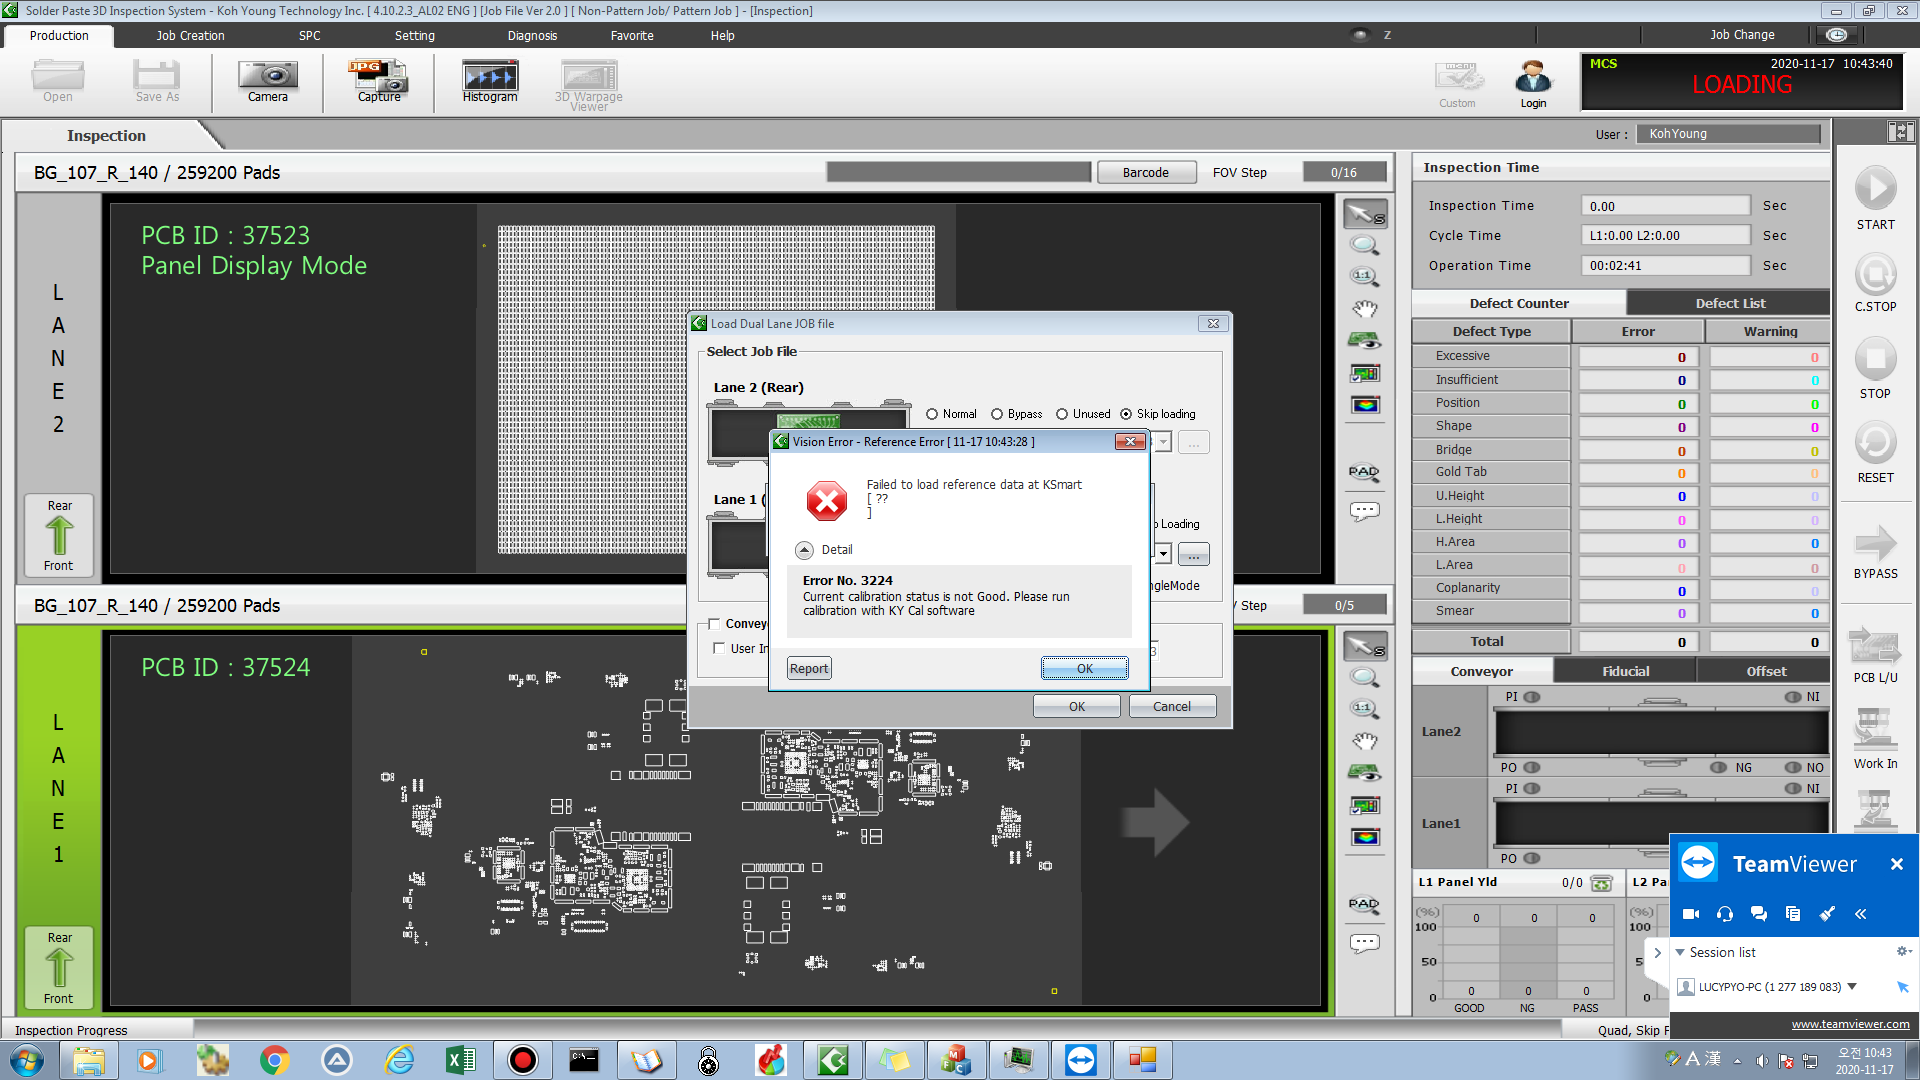 Solder Paste 3D Inspection System - Koh Young Technology Inc. [ 4.10.2.3_AL02 ENG ] [Job File Ver 2.0 ] [ Non-Pattern Job/ Pattern Job ] - [Inspection]
Production Job Creation SPC Setting Diagnosis Favorite Help Z Job Change
Open Save As Camera JPG Capture Histogram 3D Warpage Viewer Custom Login
MCS 2020-11-17 10:43:40
LOADING
Inspection
User : KohYoung
BG_107_R_140 / 259200 Pads
Barcode FOV Step 0/16
PCB ID : 37523
Panel Display Mode
LANE2
Rear
Front
S
1:1
PAD
Load Dual Lane JOB file
Select Job File
Lane 2 (Rear)
Normal Bypass Unused Skip loading
...
Lane 1 (
Loading
...
ngleMode
Convey
User In
3
OK Cancel
Vision Error - Reference Error [ 11-17 10:43:28 ]
Failed to load reference data at KSmart
[ ??
]
Detail
Error No. 3224
Current calibration status is not Good. Please run
calibration with KY Cal software
Report OK
BG_107_R_140 / 259200 Pads
Step 0/5
PCB ID : 37524
LANE1
Rear
Front
S
1:1
PAD
Inspection Time
Inspection Time 0.00 Sec
Cycle Time L1:0.00 L2:0.00 Sec
Operation Time 00:02:41 Sec
Defect Counter Defect List
Defect Type Error Warning
Excessive 0 0
Insufficient 0 0
Position 0 0
Shape 0 0
Bridge 0 0
Gold Tab 0 0
U.Height 0 0
L.Height 0 0
H.Area 0 0
L.Area 0 0
Coplanarity 0 0
Smear 0 0
Total 0 0
Conveyor Fiducial Offset
PI NI
Lane2
PO NG NO
PI NI
Lane1
PO
L1 Panel Yld 0/0 L2 Pa
(%) 0 0 0 (%)
100 100
50 5
0 0 0 0 0
GOOD NG PASS
START
C.STOP
STOP
RESET
BYPASS
PCB L/U
Work In
TeamViewer
Session list
LUCYPYO-PC (1 277 189 083)
www.teamviewer.com
Inspection Progress
Quad, Skip F
A 漢
오전 10:43
2020-11-17